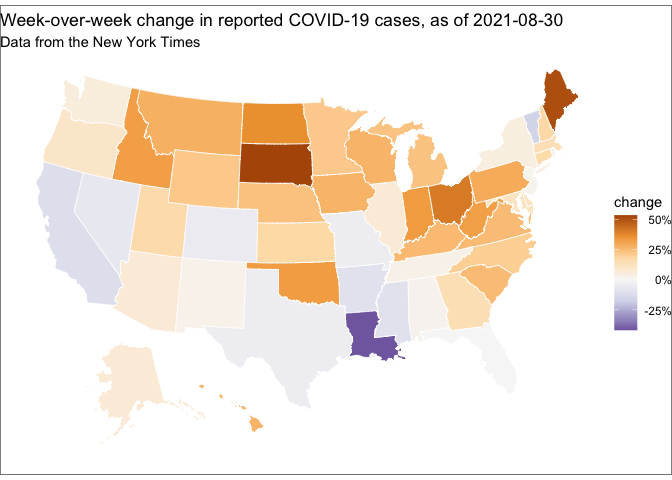 Week-over-week change in reported COVID-19 cases, as of 2021-08-30
Data from the New York Times
change
50%
25%
0%
-25%